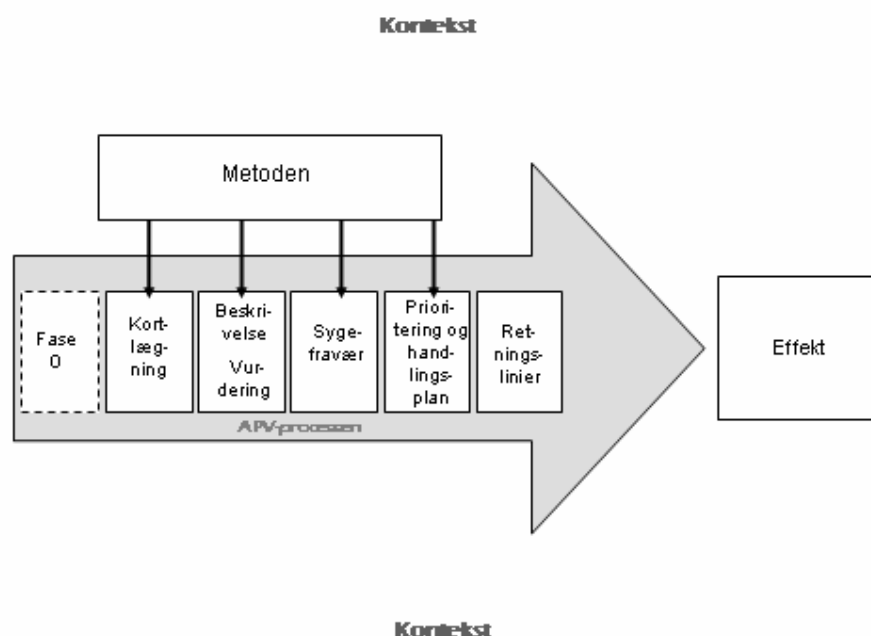 Kontekst
Metoden
Fase
0
Kort-
læg-
ning
Beskri-
velse
Vur-
dering
Syge-
fravær
Priori-
tering og
hand-
lings-
plan
Ret-
nings-
linier
APV-processen
Effekt
Kontekst